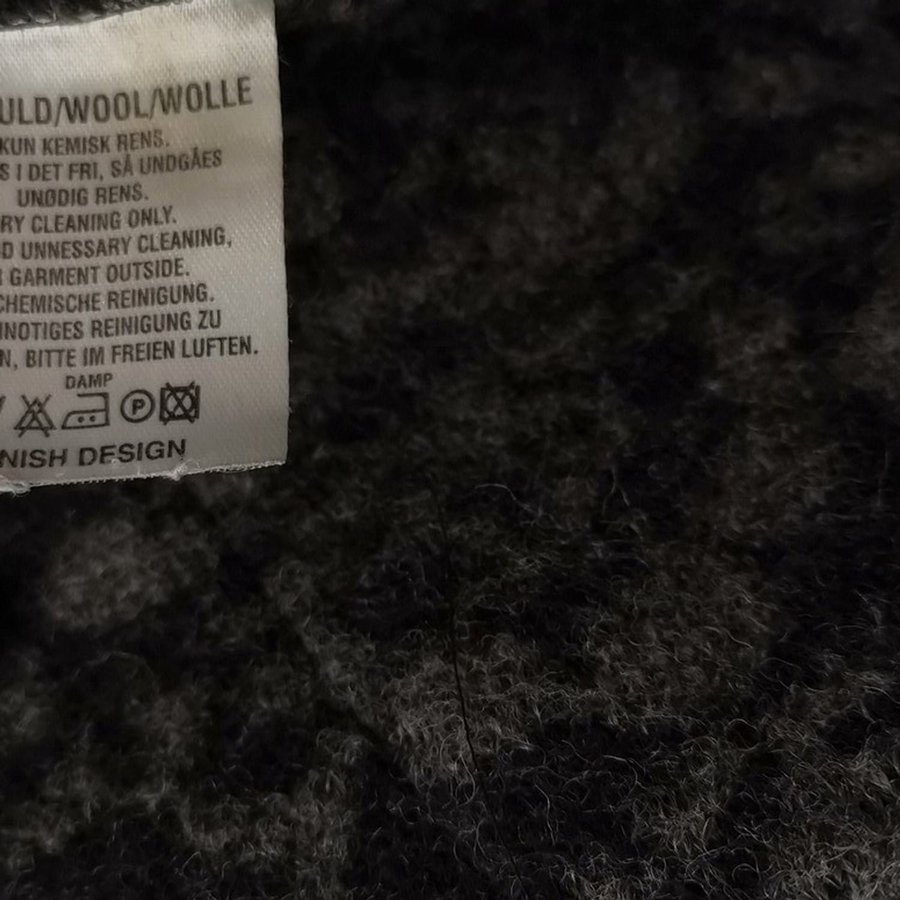 ULD/WOOL/WOLLE
KUN KEMISK RENS.
S I DET FRI, SÅ UNDGÅES
UNØDIG RENS.
RY CLEANING ONLY.
D UNNESSARY CLEANING,
GARMENT OUTSIDE.
CHEMISCHE REINIGUNG.
NOTIGES REINIGUNG ZU
N, BITTE IM FREIEN LUFTEN.
DAMP
P
NISH DESIGN